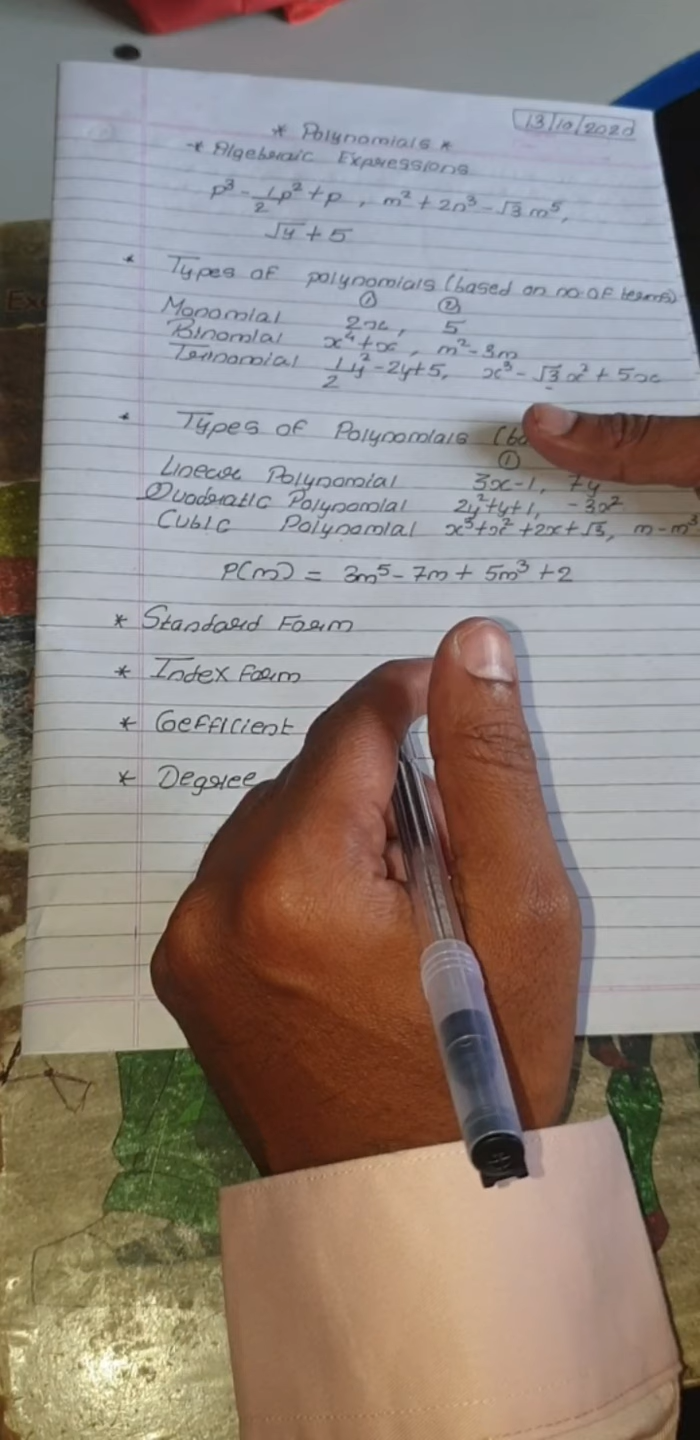 13/10/2020
* Polynomials *
* Algebraic Expressions
p³ - 1/2 p² + p , m² + 2n³ - √3 m⁵,
√y + 5
* Types of polynomials (based on no. of terms)
① ②
Monomial 2x, 5
Binomial x⁴+x, m²-3m
Trinomial 1/2 y² - 2y+5, x³ - √3 x² + 5x
* Types of Polynomials
①
Linear Polynomial 3x-1, 7y
Quadratic Polynomial 2y²+y+1, -3x²
Cubic Polynomial x³+x²+2x+√3, m-m³
P(m) = 3m⁵ - 7m + 5m³ + 2
* Standard Form
* Index form
* Coefficient
* Degree